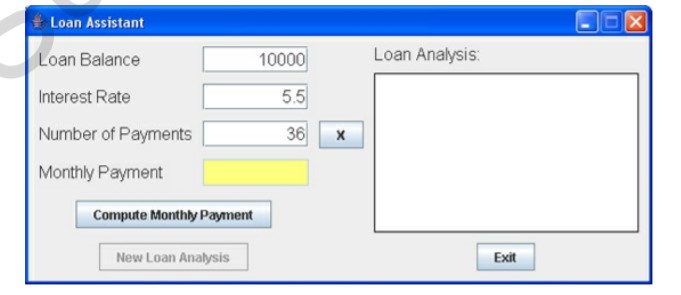 Loan Assistant
Loan Balance 10000
Interest Rate 5.5
Number of Payments 36 X
Monthly Payment
Compute Monthly Payment
New Loan Analysis
Loan Analysis:
Exit